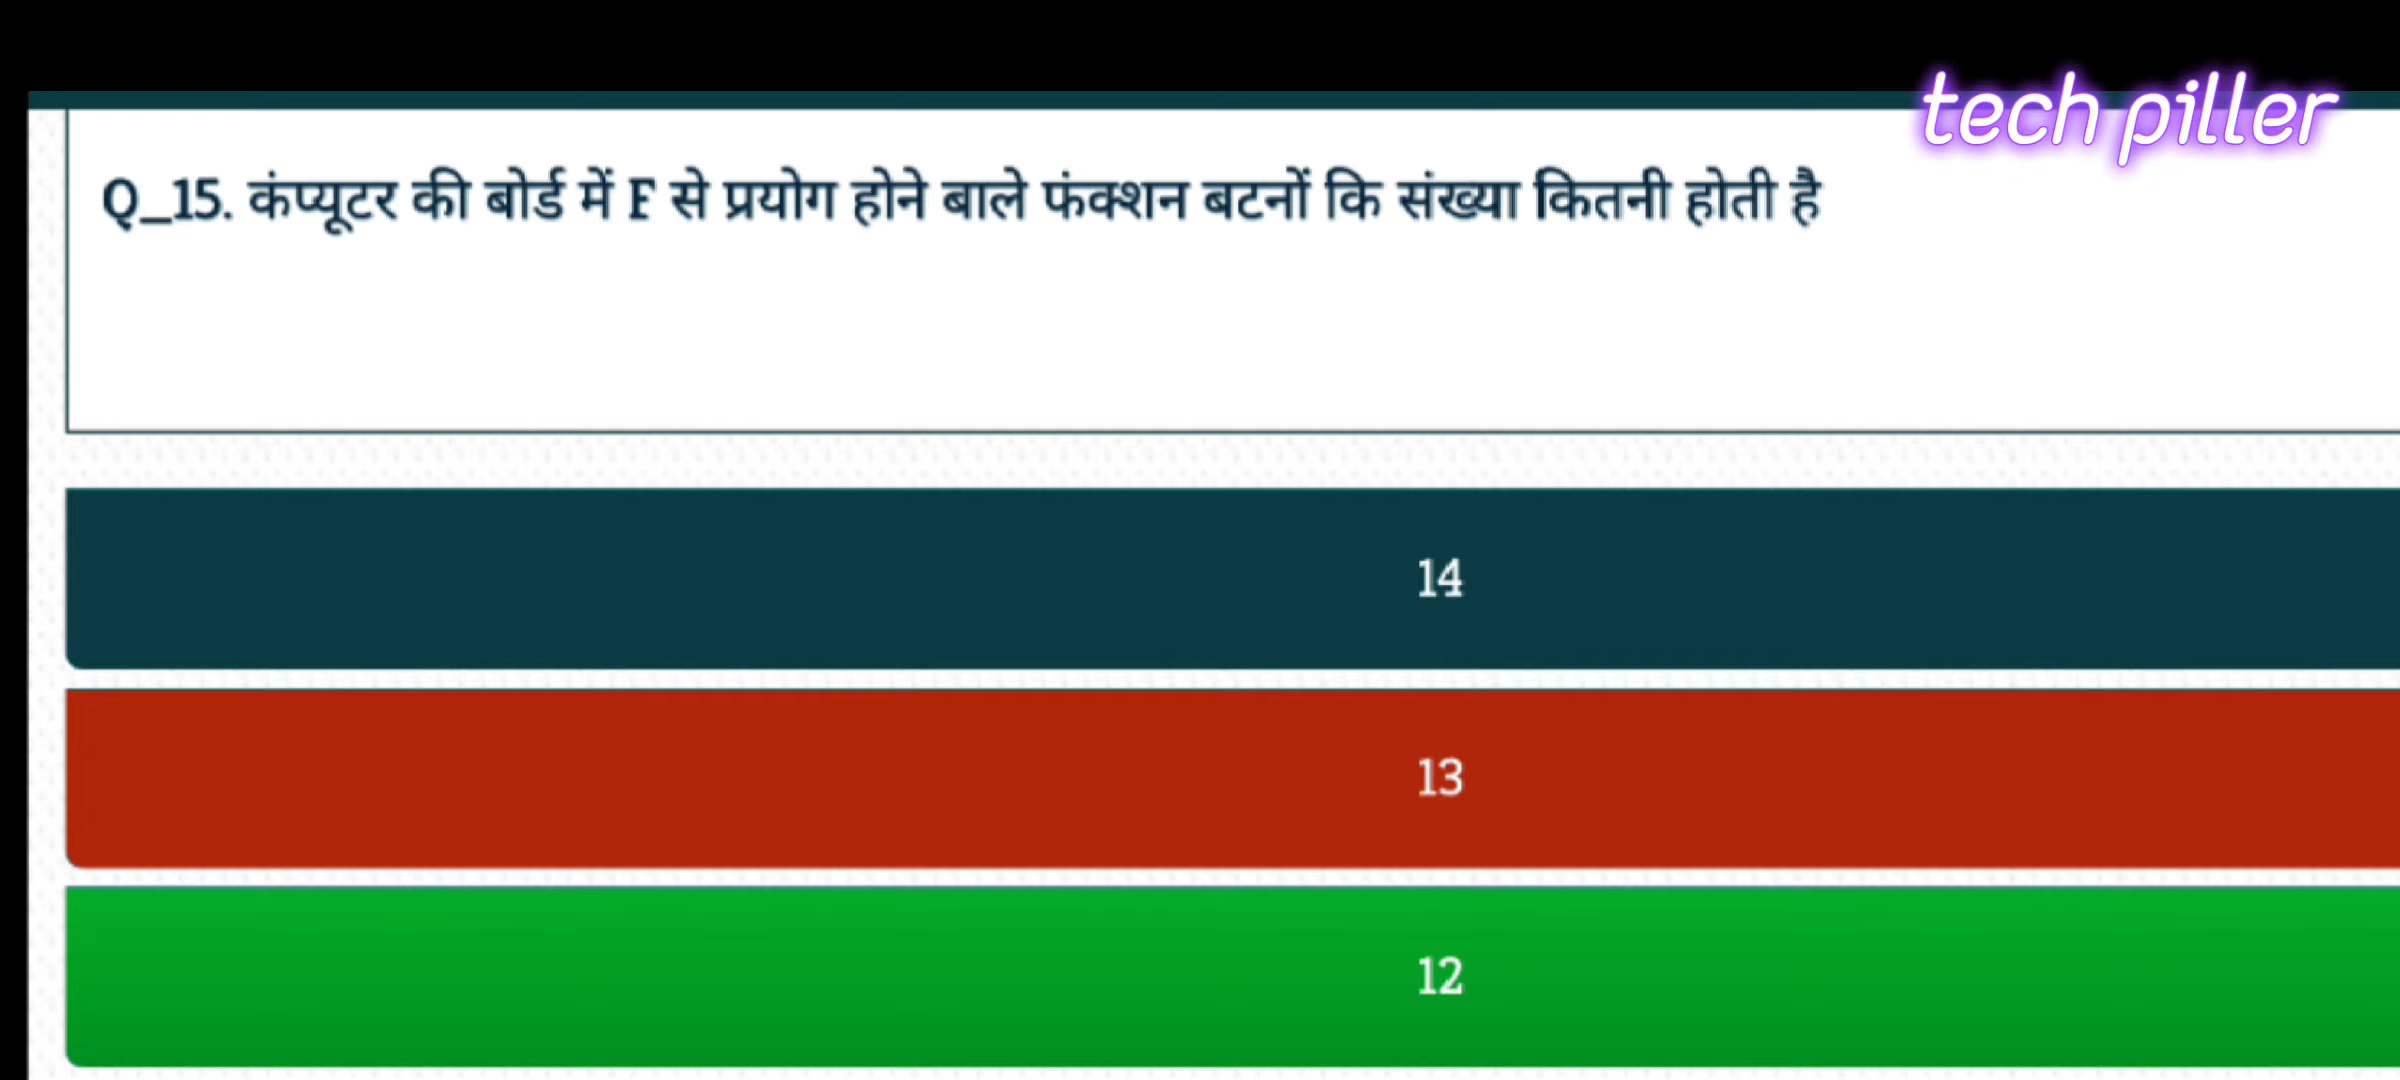 tech piller
Q_15. कंप्यूटर की बोर्ड में F से प्रयोग होने बाले फंक्शन बटनों कि संख्या कितनी होती है
14
13
12